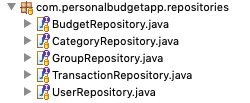 com.personalbudgetapp.repositories
BudgetRepository.java
CategoryRepository.java
GroupRepository.java
TransactionRepository.java
UserRepository.java